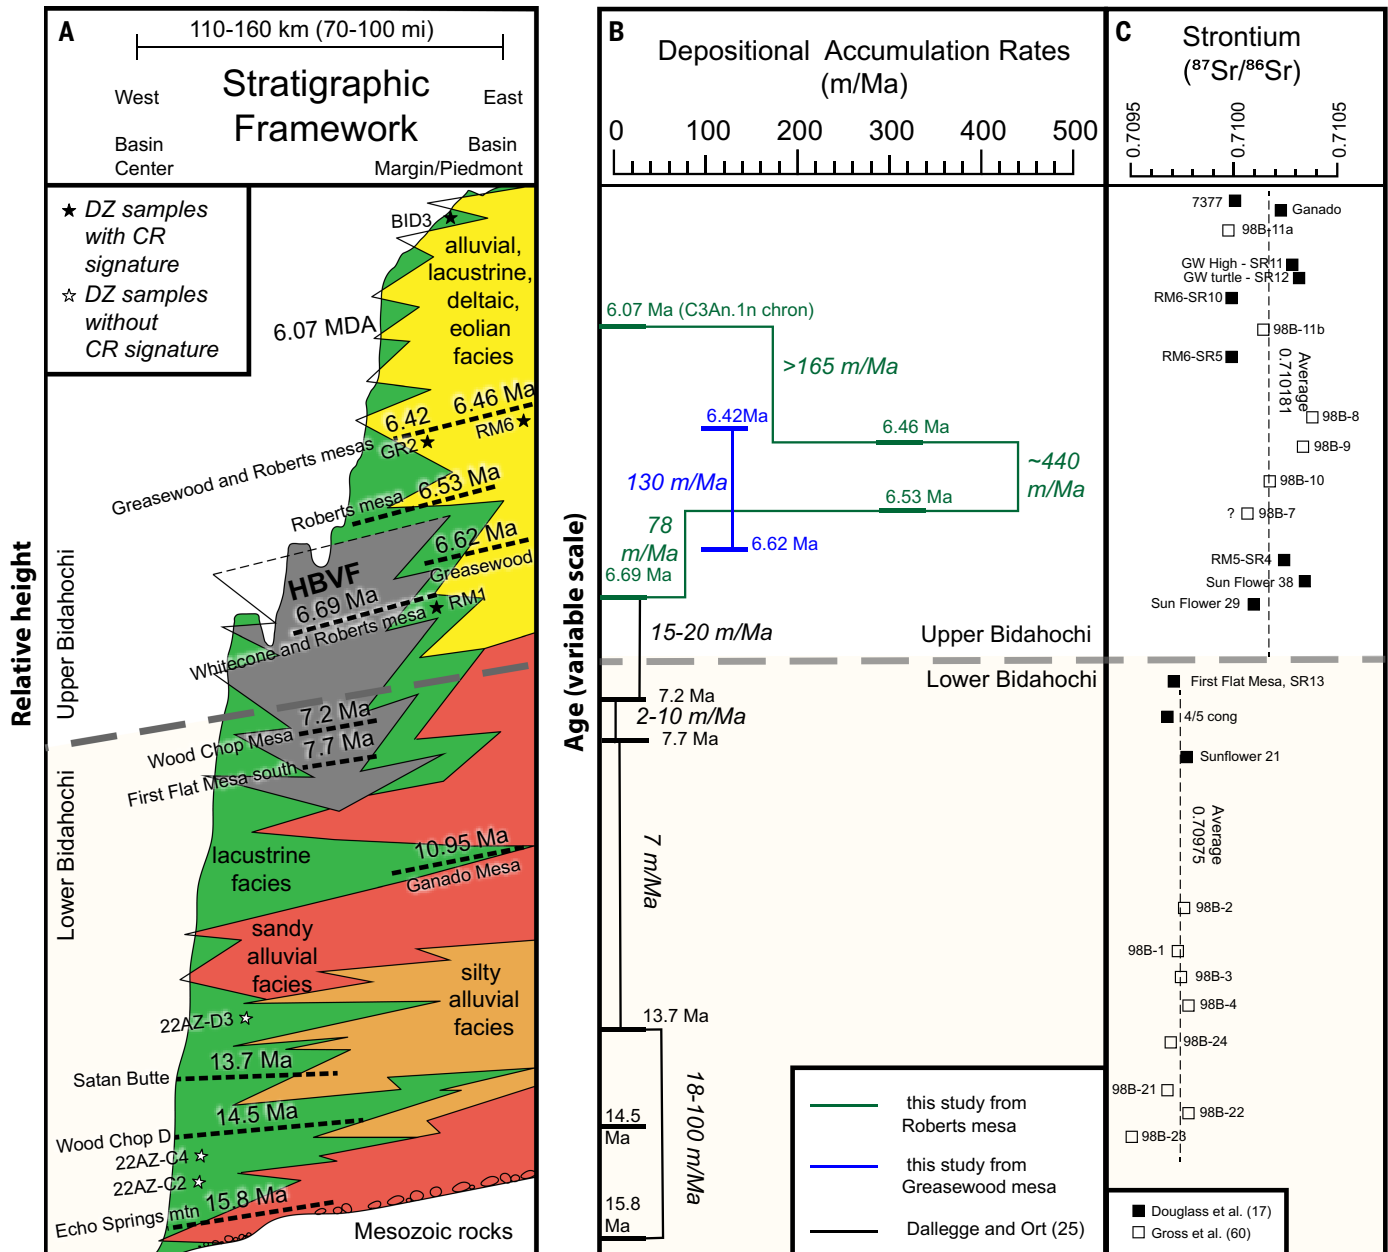 A
110-160 km (70-100 mi)
Stratigraphic
Framework
West
East
Basin
Center
Basin
Margin/Piedmont
★ DZ samples
with CR
signature
☆ DZ samples
without
CR signature
BID3
alluvial,
lacustrine,
deltaic,
eolian
facies
6.07 MDA
6.42
6.46 Ma
GR2
RM6
Greasewood and Roberts mesas
Roberts mesa
6.53 Ma
6.62 Ma
Greasewood
HBVF
6.69 Ma
RM1
Whitecone and Roberts mesa
7.2 Ma
Wood Chop Mesa
7.7 Ma
First Flat Mesa south
lacustrine
facies
10.95 Ma
Ganado Mesa
sandy
alluvial
facies
silty
alluvial
facies
22AZ-D3
13.7 Ma
Satan Butte
14.5 Ma
Wood Chop D
22AZ-C4
22AZ-C2
15.8 Ma
Echo Springs mtn
Mesozoic rocks
Relative height
Upper Bidahochi
Lower Bidahochi
B
Depositional Accumulation Rates
(m/Ma)
0 100 200 300 400 500
6.07 Ma (C3An.1n chron)
>165 m/Ma
6.42Ma
6.46 Ma
130 m/Ma
~440
m/Ma
6.53 Ma
78
m/Ma
6.62 Ma
6.69 Ma
15-20 m/Ma
Upper Bidahochi
Lower Bidahochi
7.2 Ma
2-10 m/Ma
7.7 Ma
7 m/Ma
13.7 Ma
14.5
Ma
18-100 m/Ma
15.8
Ma
Age (variable scale)
this study from
Roberts mesa
this study from
Greasewood mesa
Dallegge and Ort (25)
C
Strontium
(⁸⁷Sr/⁸⁶Sr)
0.7095
0.7100
0.7105
7377
Ganado
98B-11a
GW High - SR11
GW turtle - SR12
RM6-SR10
98B-11b
RM6-SR5
Average
0.710181
98B-8
98B-9
98B-10
? 98B-7
RM5-SR4
Sun Flower 38
Sun Flower 29
First Flat Mesa, SR13
4/5 cong
Sunflower 21
Average
0.70975
98B-2
98B-1
98B-3
98B-4
98B-24
98B-21
98B-22
98B-23
Douglass et al. (17)
Gross et al. (60)